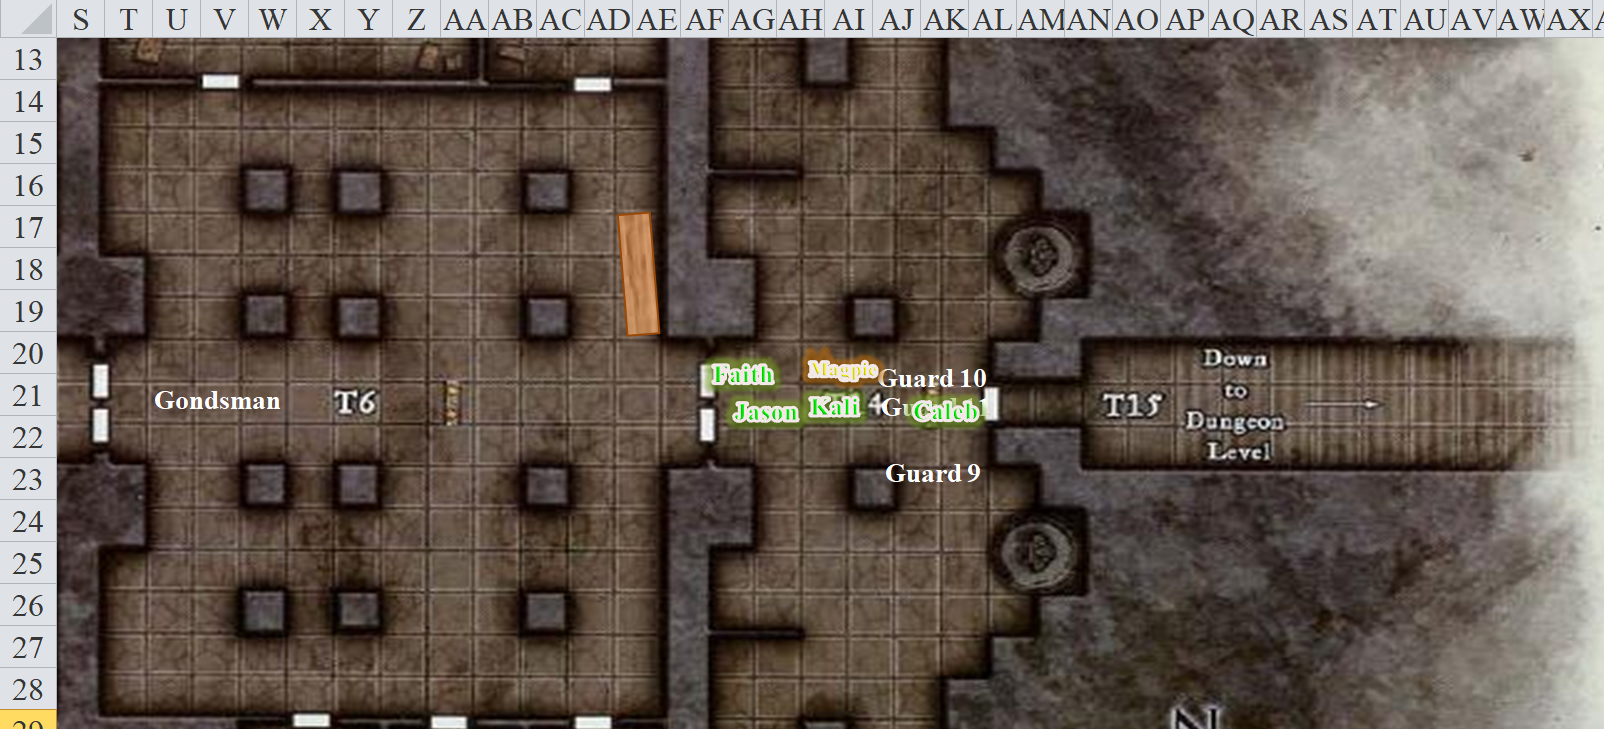 S T U V W X Y Z AA AB AC AD AE AF AG AH AI AJ AK AL AM AN AO AP AQ AR AS AT AU AV AW AX
13
14
15
16
17
18
19
20
Down
Faith Magpie Guard 10
21
to
Gondsman T6 T15
Jason Kali 4 Caleb
22
Dungeon
Level
23
Guard 9
24
25
26
27
28
N
29